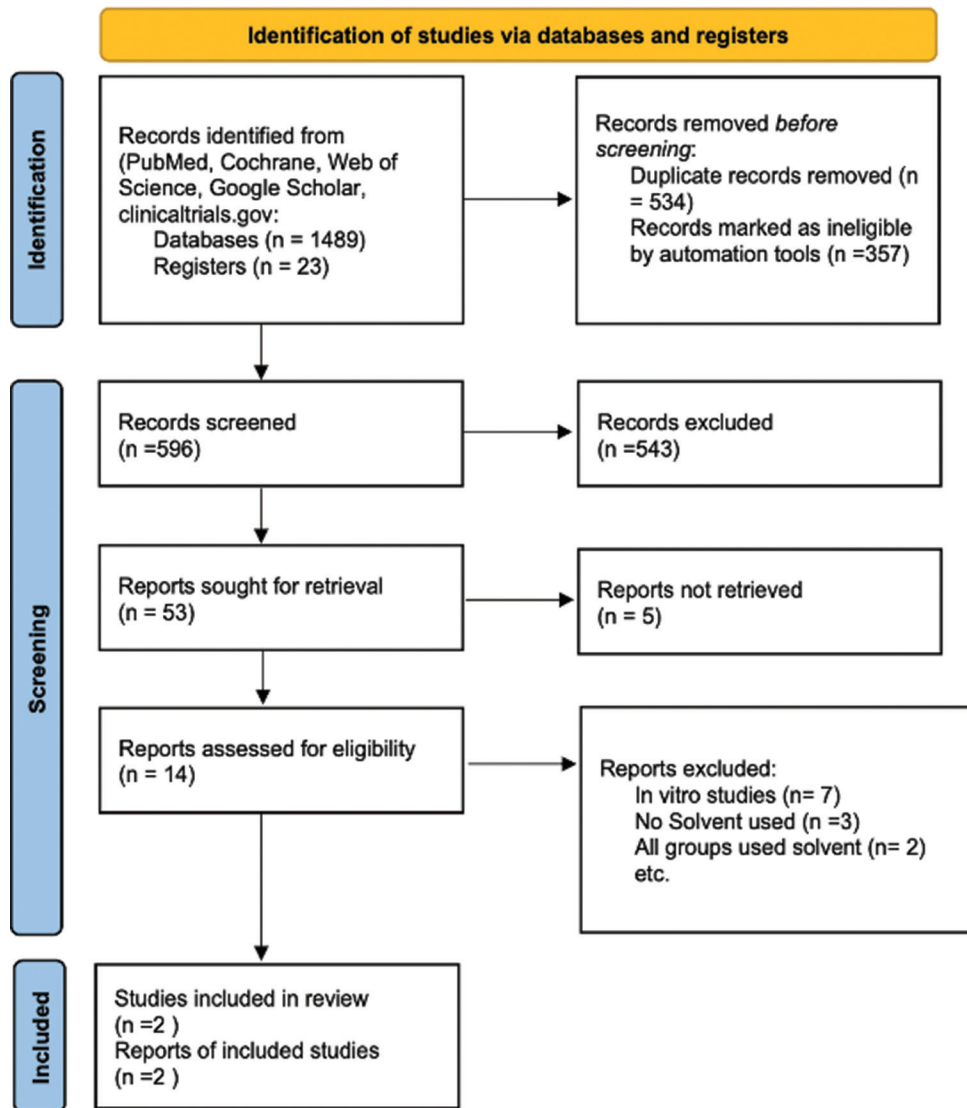 Identification of studies via databases and registers
Identification
Records identified from
(PubMed, Cochrane, Web of
Science, Google Scholar,
clinicaltrials.gov:
Databases (n = 1489)
Registers (n = 23)
Records removed before
screening:
Duplicate records removed (n
= 534)
Records marked as ineligible
by automation tools (n =357)
Screening
Records screened
(n =596)
Records excluded
(n =543)
Reports sought for retrieval
(n = 53)
Reports not retrieved
(n = 5)
Reports assessed for eligibility
(n = 14)
Reports excluded:
In vitro studies (n= 7)
No Solvent used (n =3)
All groups used solvent (n= 2)
etc.
Included
Studies included in review
(n =2 )
Reports of included studies
(n =2 )